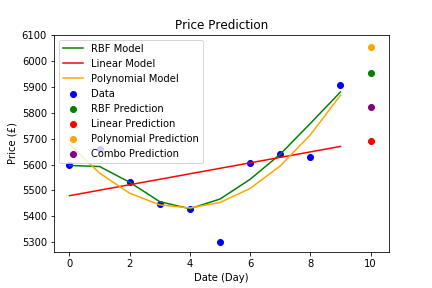 Price Prediction
6100
6000
5900
5800
5700
5600
5500
5400
5300
Price (£)
RBF Model
Linear Model
Polynomial Model
Data
RBF Prediction
Linear Prediction
Polynomial Prediction
Combo Prediction
0 2 4 6 8 10
Date (Day)